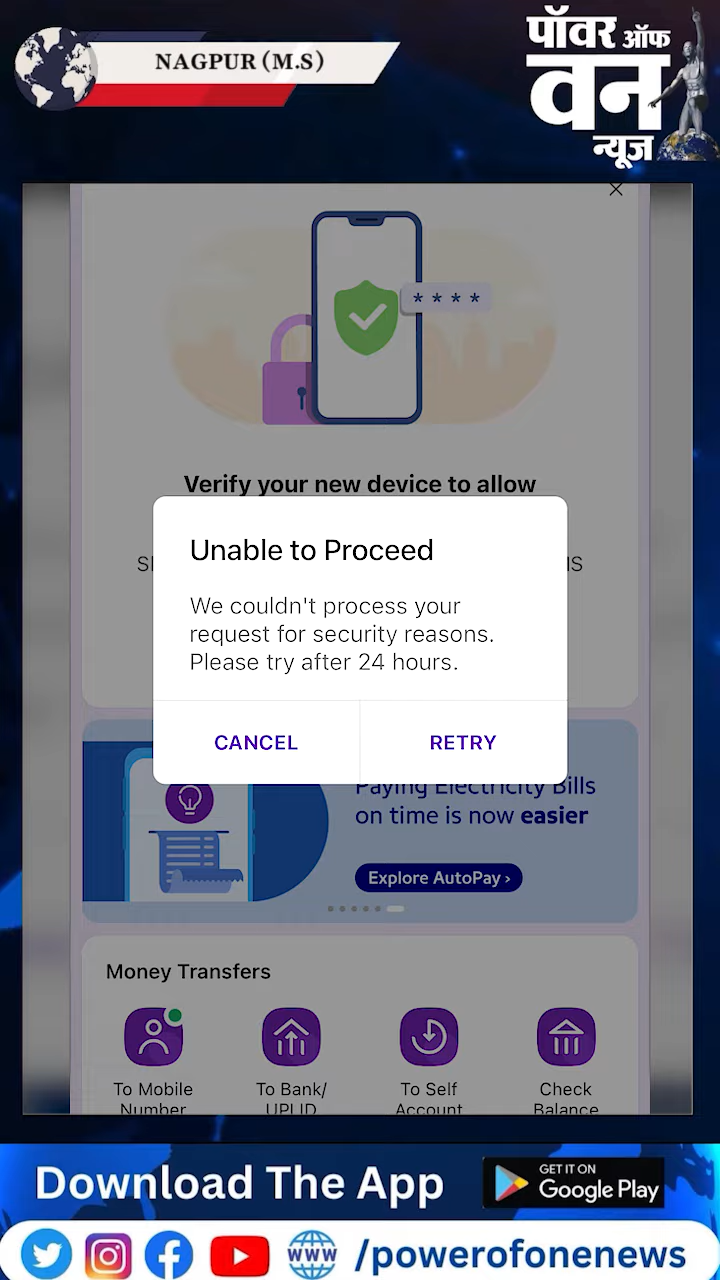 NAGPUR (M.S)
पॉवर ऑफ
वन
न्यूज
* * * *
Verify your new device to allow
Unable to Proceed
We couldn't process your
request for security reasons.
Please try after 24 hours.
CANCEL
RETRY
Paying Electricity Bills
on time is now easier
Explore AutoPay ›
Money Transfers
To Mobile
Number
To Bank/
UPI ID
To Self
Account
Check
Balance
Download The App
GET IT ON
Google Play
www
/powerofonenews